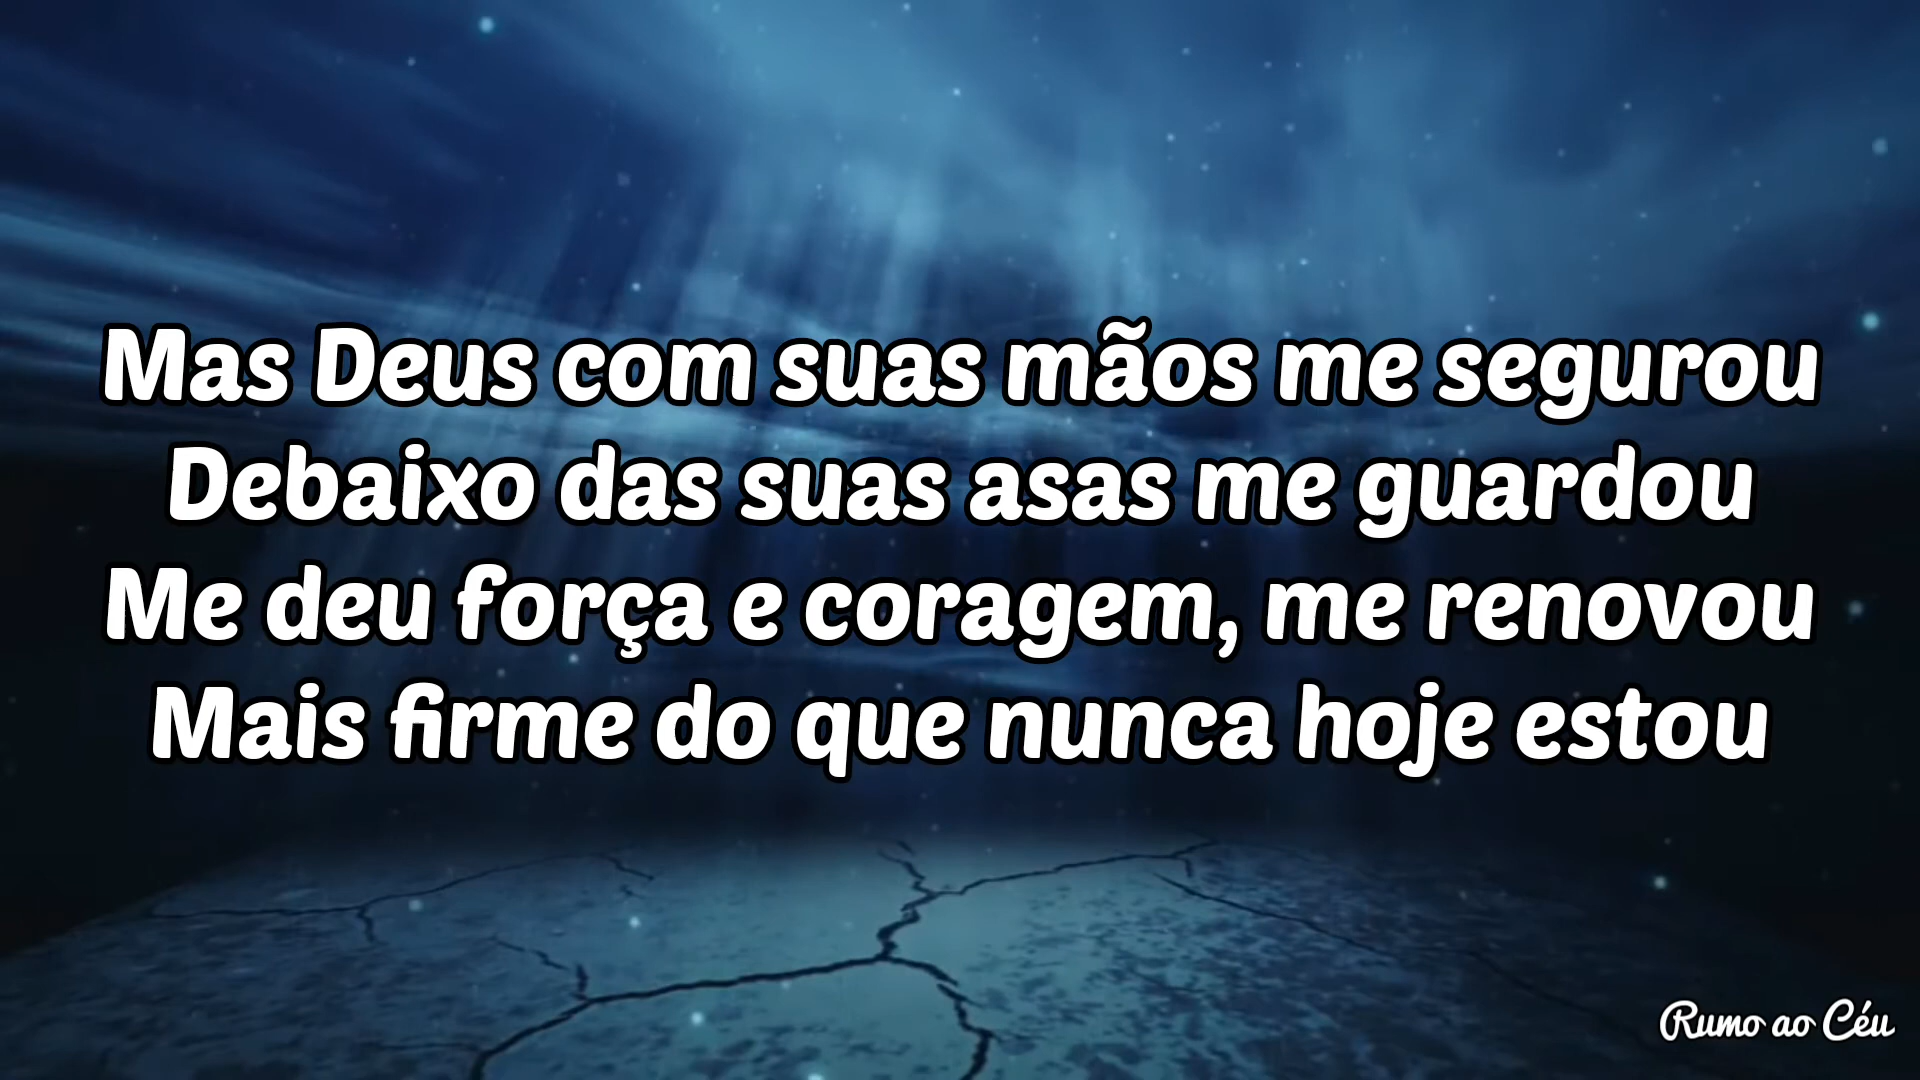 Mas Deus com suas mãos me segurou
Debaixo das suas asas me guardou
Me deu força e coragem, me renovou
Mais firme do que nunca hoje estou
Rumo ao Céu